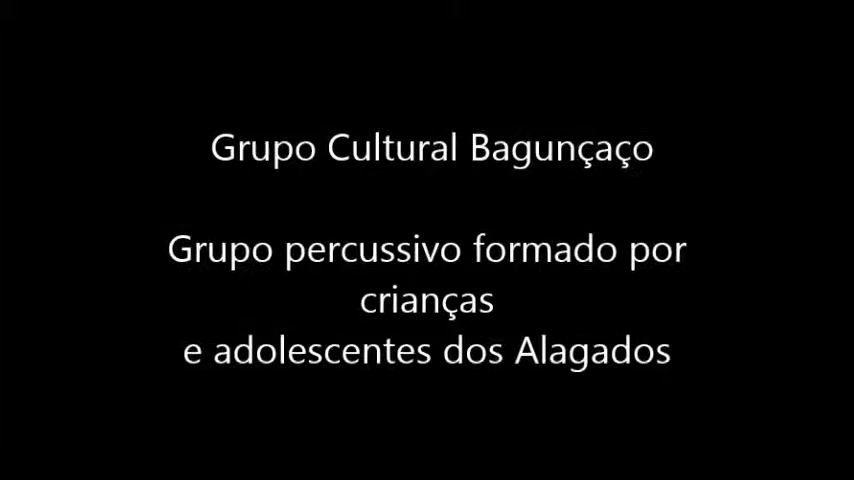 Grupo Cultural Bagunçaço
Grupo percussivo formado por
crianças
e adolescentes dos Alagados